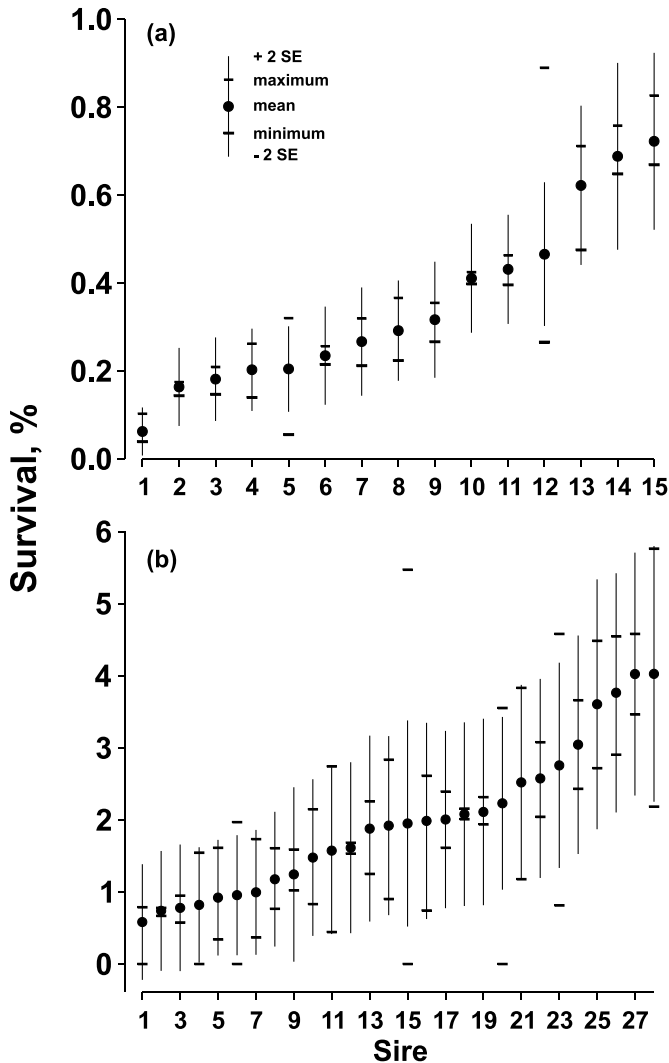 1.0
(a)
+ 2 SE
maximum
mean
minimum
- 2 SE
0.8
0.6
0.4
0.2
0.0
1 2 3 4 5 6 7 8 9 10 11 12 13 14 15
Survival, %
6
(b)
5
4
3
2
1
0
1 3 5 7 9 11 13 15 17 19 21 23 25 27
Sire